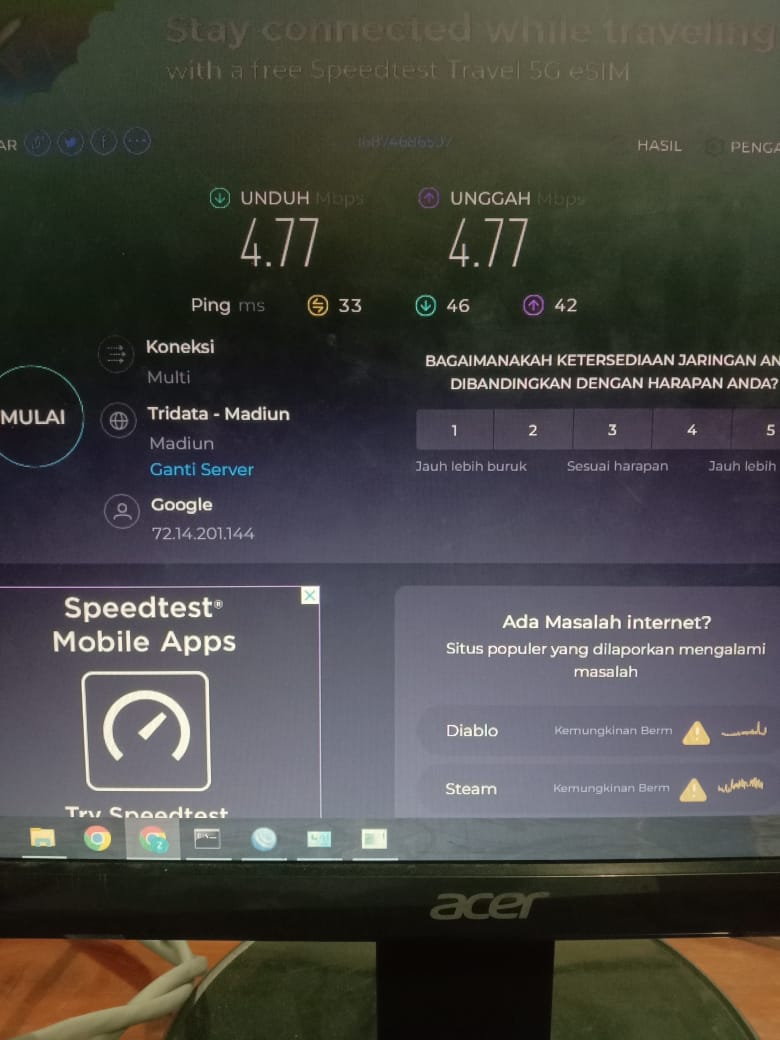 Stay connected while traveling
with a free Speedtest Travel 5G eSIM
AR
HASIL
PENGA
UNDUH Mbps
UNGGAH Mbps
4.77
4.77
Ping ms
33
46
42
Koneksi
Multi
MULAI
Tridata - Madiun
Madiun
Ganti Server
Google
72.14.201.144
BAGAIMANAKAH KETERSEDIAAN JARINGAN AN
DIBANDINGKAN DENGAN HARAPAN ANDA?
1 2 3 4 5
Jauh lebih buruk
Sesuai harapan
Jauh lebih
Speedtest®
Mobile Apps
Try Speedtest
Ada Masalah internet?
Situs populer yang dilaporkan mengalami
masalah
Diablo
Kemungkinan Berm
Steam
Kemungkinan Berm
acer